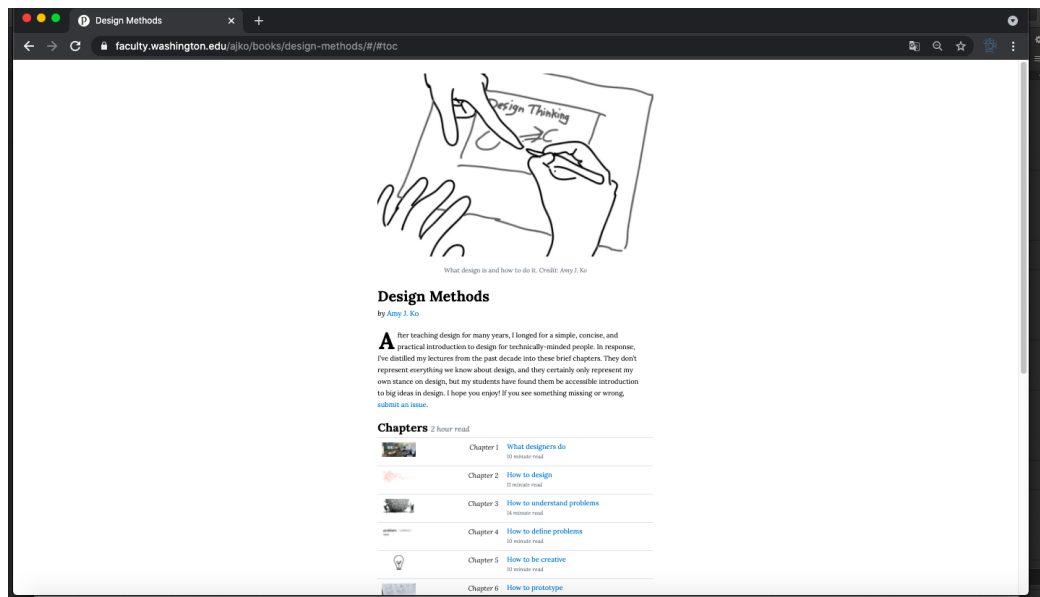 Design Methods
faculty.washington.edu/ajko/books/design-methods/#/#toc
Design Thinking
What design is and how to do it. Credit: Amy J. Ko
Design Methods
by Amy J. Ko
After teaching design for many years, I longed for a simple, concise, and
practical introduction to design for technically-minded people. In response,
I've distilled my lectures from the past decade into these brief chapters. They don't
represent everything we know about design, and they certainly only represent my
own stance on design, but my students have found them be accessible introduction
to big ideas in design. I hope you enjoy! If you see something missing or wrong,
submit an issue.
Chapters 2 hour read
Chapter 1 What designers do
10 minute read
Chapter 2 How to design
11 minute read
Chapter 3 How to understand problems
14 minute read
Chapter 4 How to define problems
10 minute read
Chapter 5 How to be creative
10 minute read
Chapter 6 How to prototype